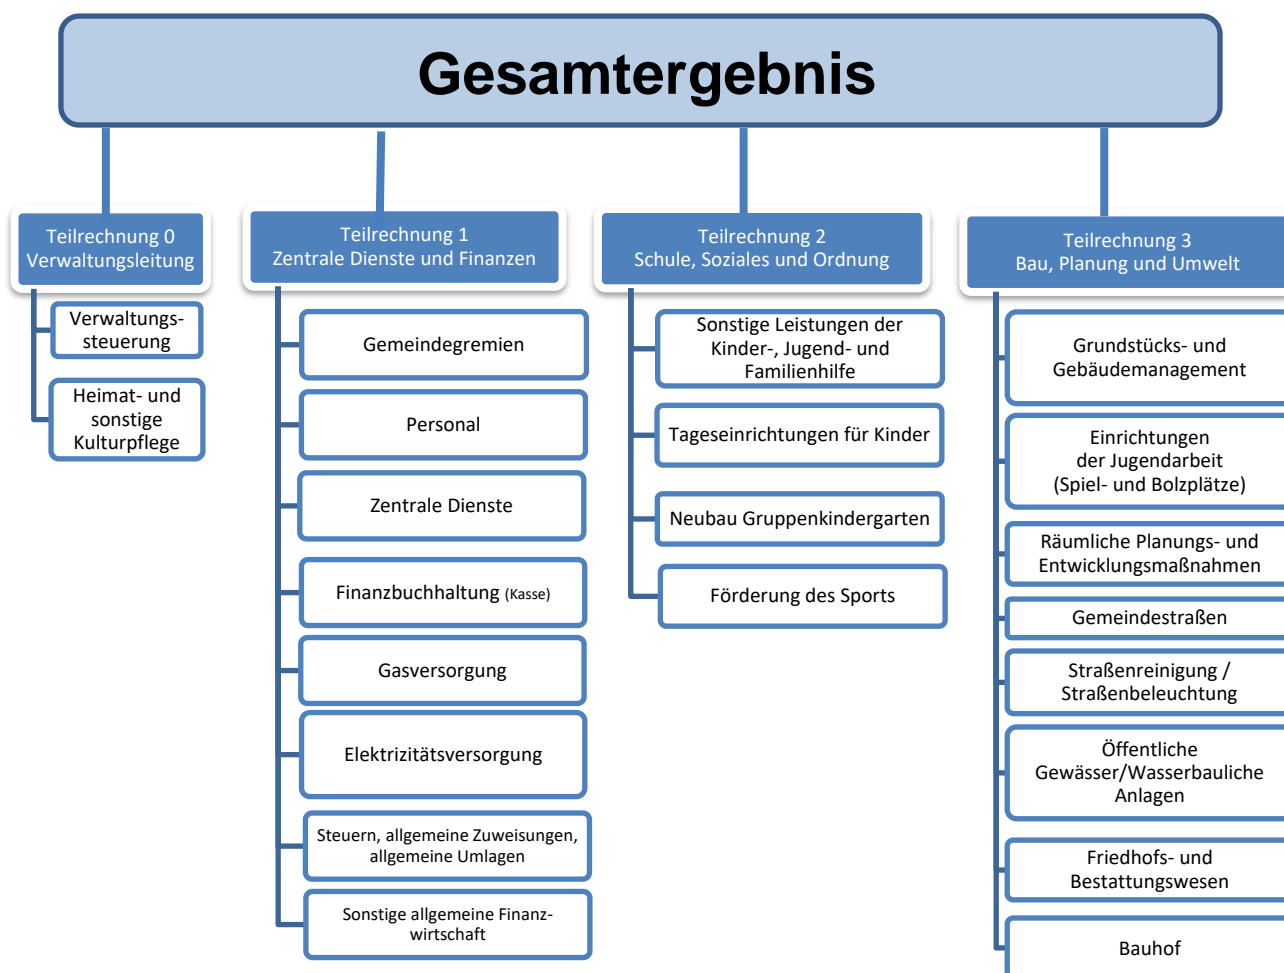 Gesamtergebnis
Teilrechnung 0
Verwaltungsleitung
Verwaltungs-
steuerung
Heimat- und
sonstige
Kulturpflege
Teilrechnung 1
Zentrale Dienste und Finanzen
Gemeindegremien
Personal
Zentrale Dienste
Finanzbuchhaltung (Kasse)
Gasversorgung
Elektrizitätsversorgung
Steuern, allgemeine Zuweisungen,
allgemeine Umlagen
Sonstige allgemeine Finanz-
wirtschaft
Teilrechnung 2
Schule, Soziales und Ordnung
Sonstige Leistungen der
Kinder-, Jugend- und
Familienhilfe
Tageseinrichtungen für Kinder
Neubau Gruppenkindergarten
Förderung des Sports
Teilrechnung 3
Bau, Planung und Umwelt
Grundstücks- und
Gebäudemanagement
Einrichtungen
der Jugendarbeit
(Spiel- und Bolzplätze)
Räumliche Planungs- und
Entwicklungsmaßnahmen
Gemeindestraßen
Straßenreinigung /
Straßenbeleuchtung
Öffentliche
Gewässer/Wasserbauliche
Anlagen
Friedhofs- und
Bestattungswesen
Bauhof